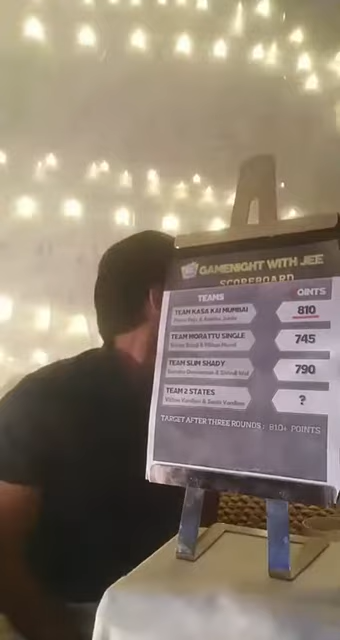 GAMENIGHT WITH JEE
SCOREBOARD
TEAMS OINTS
TEAM KASA KAI MUMBAI 810
TEAM MORATTU SINGLE 745
TEAM SLIM SHADY 790
TEAM 2 STATES ?
TARGET AFTER THREE ROUNDS: 810+ POINTS